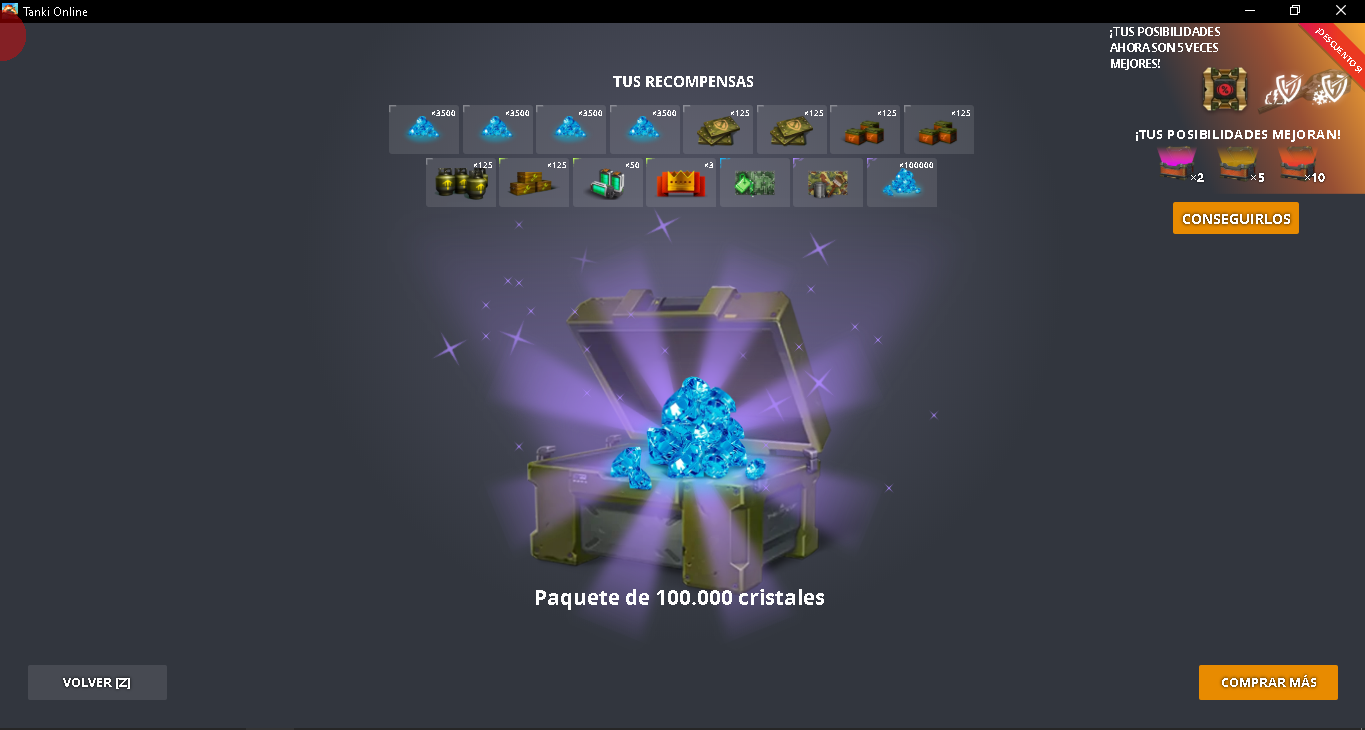 Tanki Online
¡TUS POSIBILIDADES
AHORA SON 5 VECES
MEJORES!
¡DESCUENTOS!
TUS RECOMPENSAS
×3500 ×3500 ×3500 ×3500 ×125 ×125 ×125 ×125
¡TUS POSIBILIDADES MEJORAN!
×125 ×125 ×50 ×3 ×100000
×2 ×5 ×10
CONSEGUIRLOS
Paquete de 100.000 cristales
VOLVER [Z]
COMPRAR MÁS